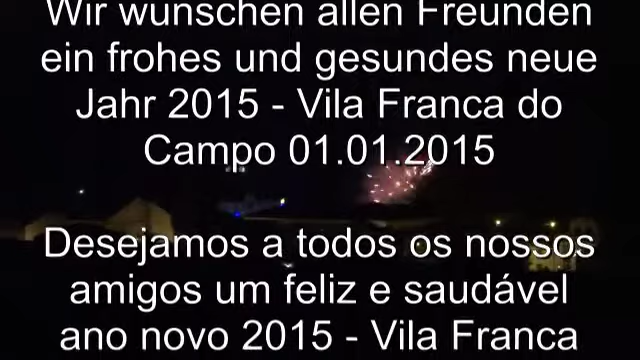 Wir wünschen allen Freunden
ein frohes und gesundes neue
Jahr 2015 - Vila Franca do
Campo 01.01.2015
Desejamos a todos os nossos
amigos um feliz e saudável
ano novo 2015 - Vila Franca